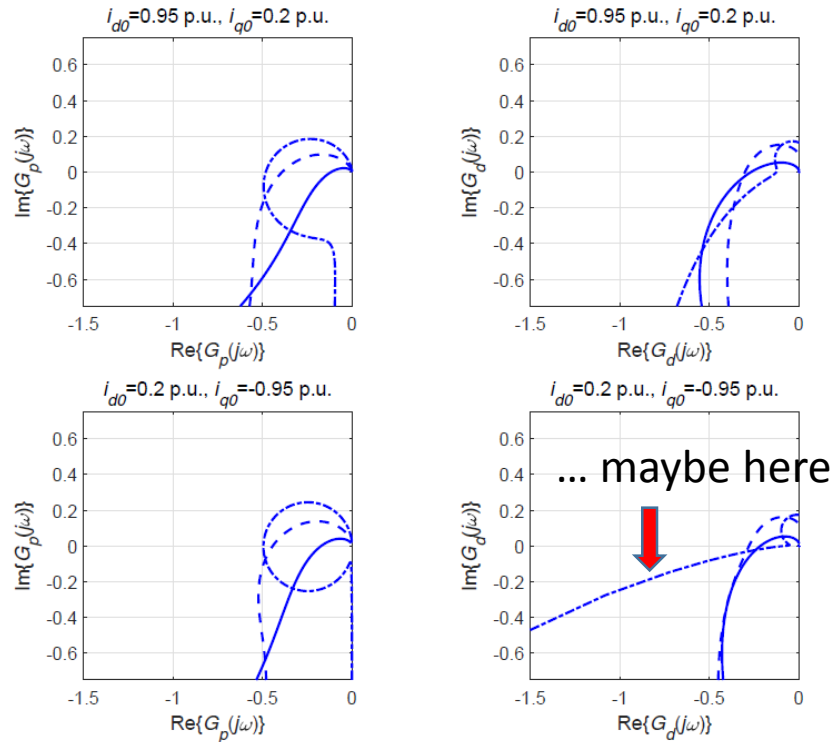 i_d0=0.95 p.u., i_q0=0.2 p.u.
0.6
0.4
0.2
0
-0.2
-0.4
-0.6
Im{G_p(jω)}
-1.5 -1 -0.5 0
Re{G_p(jω)}
i_d0=0.95 p.u., i_q0=0.2 p.u.
0.6
0.4
0.2
0
-0.2
-0.4
-0.6
Im{G_d(jω)}
-1.5 -1 -0.5 0
Re{G_d(jω)}
i_d0=0.2 p.u., i_q0=-0.95 p.u.
0.6
0.4
0.2
0
-0.2
-0.4
-0.6
Im{G_p(jω)}
-1.5 -1 -0.5 0
Re{G_p(jω)}
i_d0=0.2 p.u., i_q0=-0.95 p.u.
... maybe here
0.6
0.4
0.2
0
-0.2
-0.4
-0.6
Im{G_d(jω)}
-1.5 -1 -0.5 0
Re{G_d(jω)}